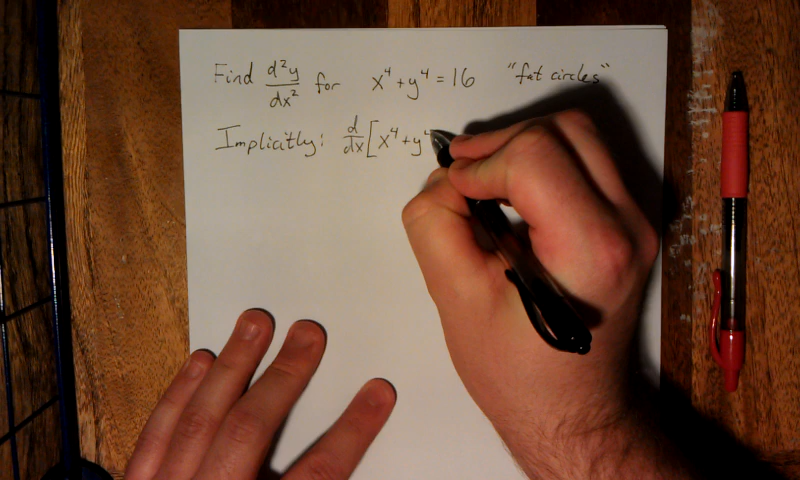 Find d²y/dx² for x⁴ + y⁴ = 16 "fat circles"
Implicitly: d/dx [x⁴ + y⁴